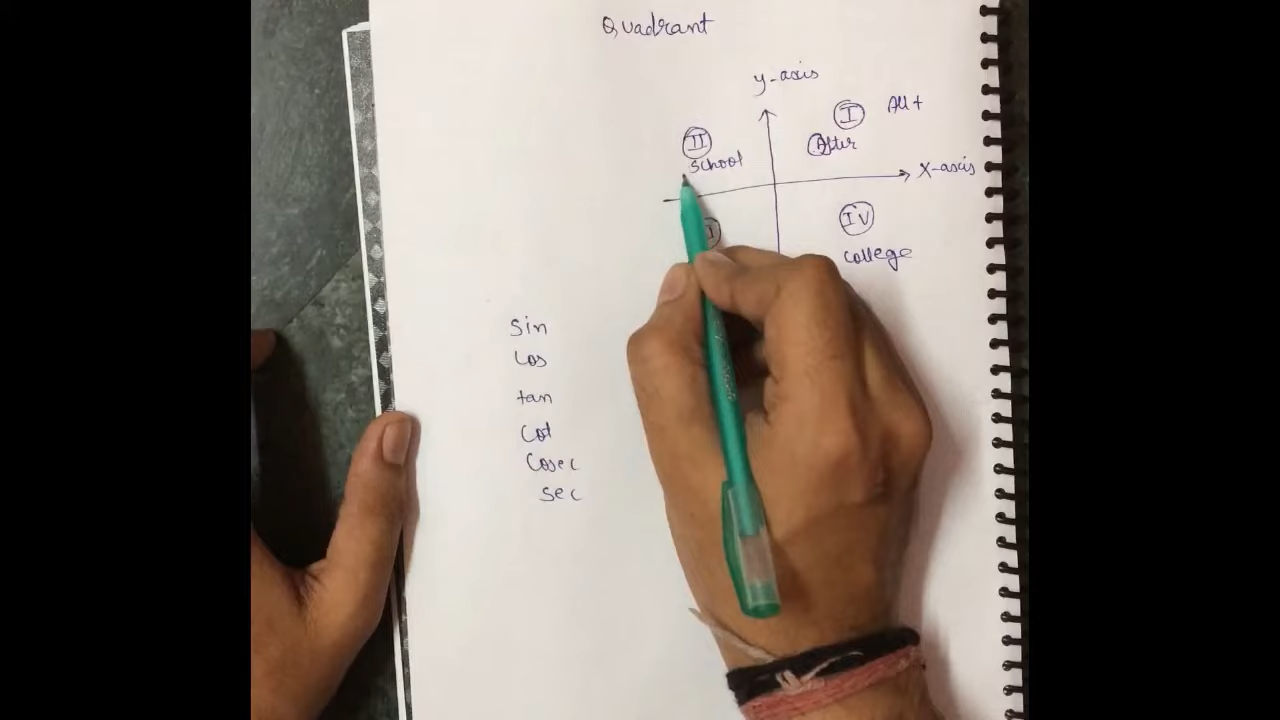 Quadrant
y-axis
I
All +
II
After
School
X-axis
IV
College
Sin
Cos
tan
Cot
Cosec
Sec